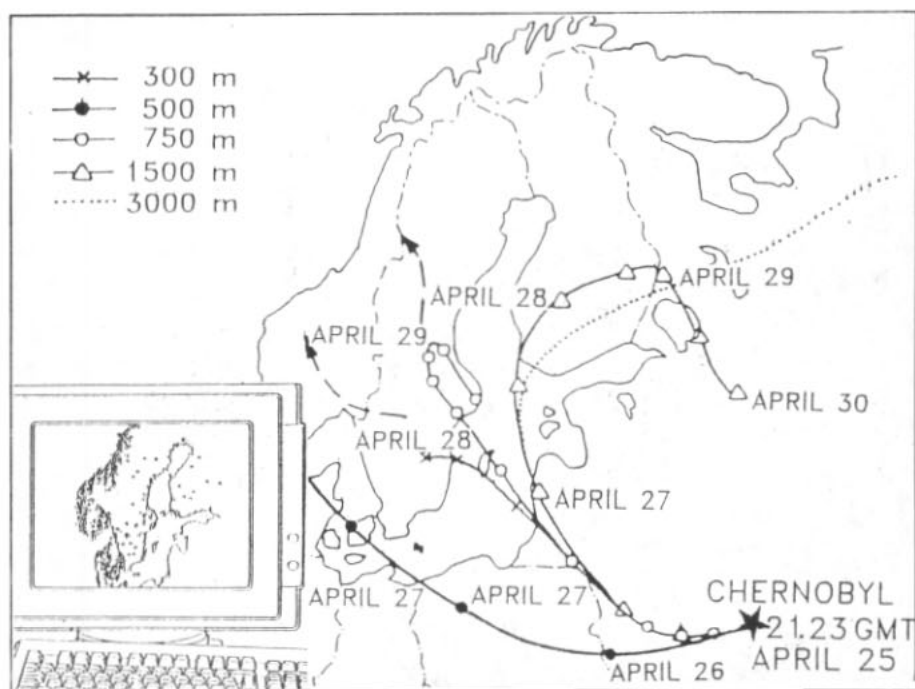 300 m
500 m
750 m
1500 m
3000 m
APRIL 28
APRIL 29
APRIL 29
APRIL 30
APRIL 28
APRIL 27
APRIL 27
APRIL 27
APRIL 26
CHERNOBYL
21.23 GMT
APRIL 25